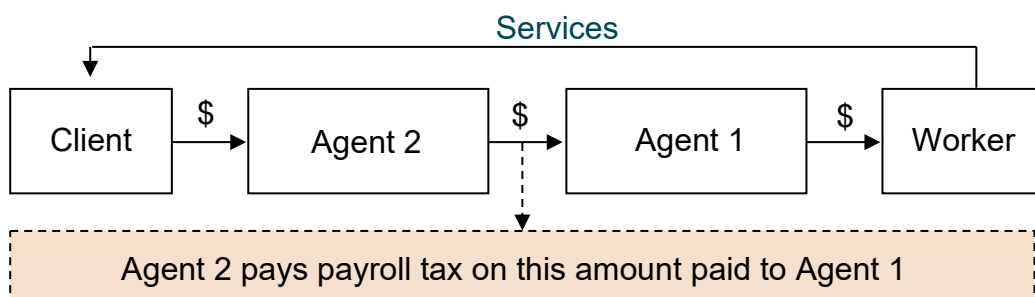 Services
$ $ $
Client Agent 2 Agent 1 Worker
Agent 2 pays payroll tax on this amount paid to Agent 1